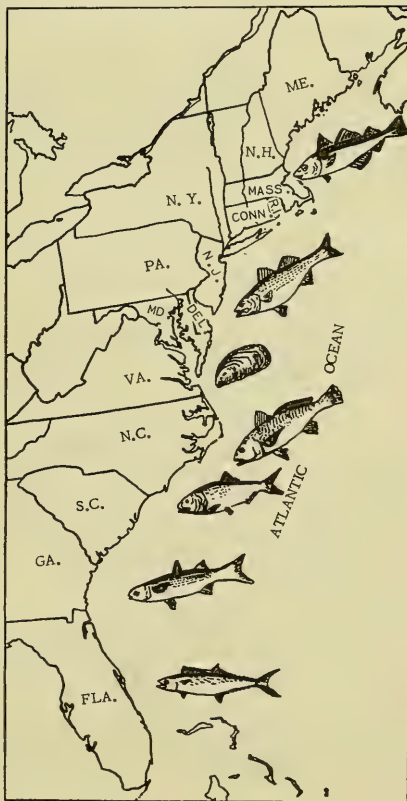 ME.
N.H.
N.Y.
MASS.
CONN.
R.I.
PA.
N.J.
MD.
DEL.
VA.
OCEAN
N.C.
ATLANTIC
S.C.
GA.
FLA.